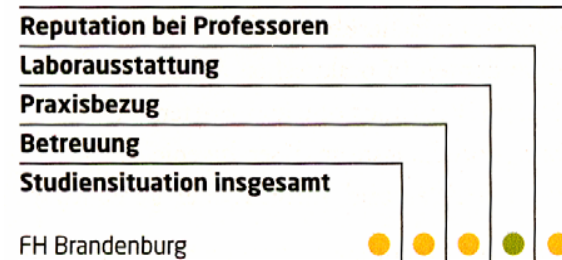 Reputation bei Professoren
Laborausstattung
Praxisbezug
Betreuung
Studiensituation insgesamt
FH Brandenburg